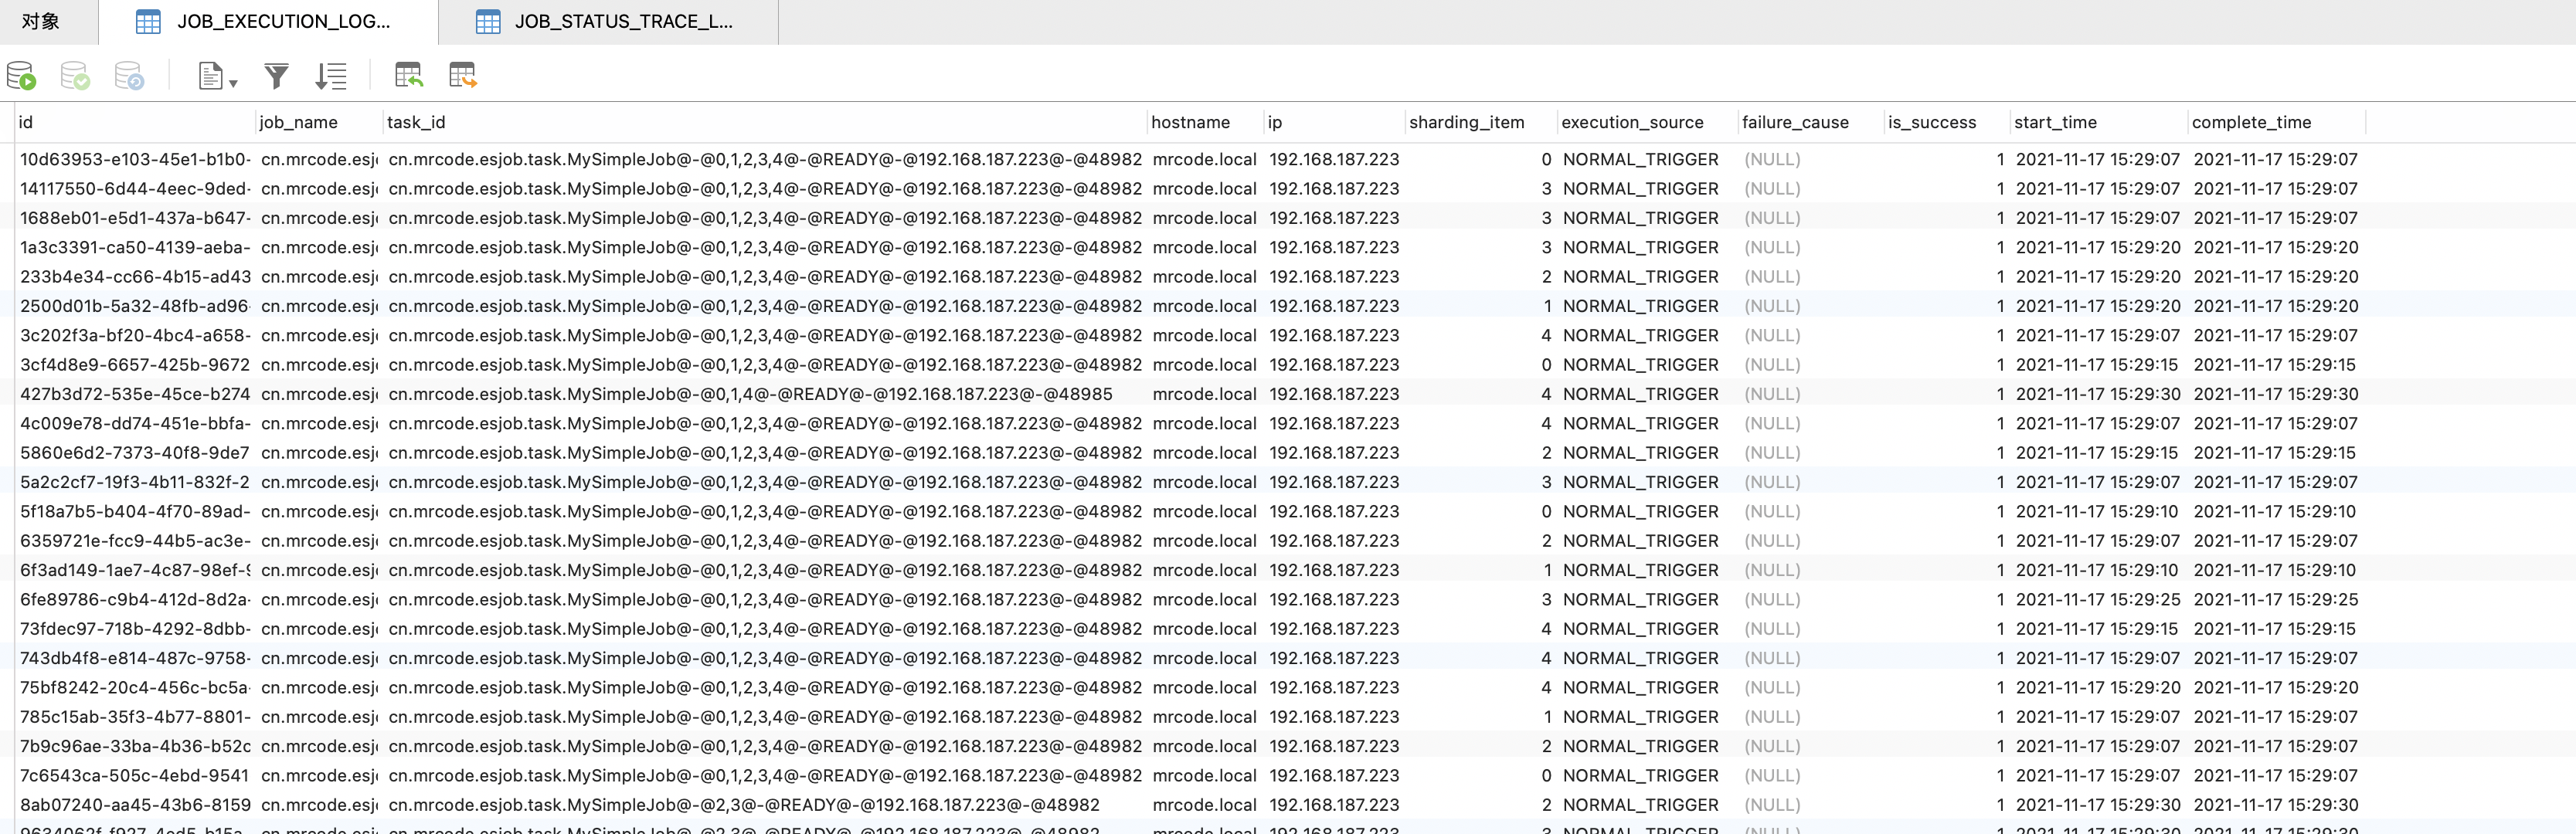 对象 JOB_EXECUTION_LOG... JOB_STATUS_TRACE_L...
id job_name task_id hostname ip sharding_item execution_source failure_cause is_success start_time complete_time
10d63953-e103-45e1-b1b0- cn.mrcode.esj cn.mrcode.esjob.task.MySimpleJob@-@0,1,2,3,4@-@READY@-@192.168.187.223@-@48982 mrcode.local 192.168.187.223 0 NORMAL_TRIGGER (NULL) 1 2021-11-17 15:29:07 2021-11-17 15:29:07
14117550-6d44-4eec-9ded- cn.mrcode.esj cn.mrcode.esjob.task.MySimpleJob@-@0,1,2,3,4@-@READY@-@192.168.187.223@-@48982 mrcode.local 192.168.187.223 3 NORMAL_TRIGGER (NULL) 1 2021-11-17 15:29:07 2021-11-17 15:29:07
1688eb01-e5d1-437a-b647- cn.mrcode.esj cn.mrcode.esjob.task.MySimpleJob@-@0,1,2,3,4@-@READY@-@192.168.187.223@-@48982 mrcode.local 192.168.187.223 3 NORMAL_TRIGGER (NULL) 1 2021-11-17 15:29:07 2021-11-17 15:29:07
1a3c3391-ca50-4139-aeba- cn.mrcode.esj cn.mrcode.esjob.task.MySimpleJob@-@0,1,2,3,4@-@READY@-@192.168.187.223@-@48982 mrcode.local 192.168.187.223 3 NORMAL_TRIGGER (NULL) 1 2021-11-17 15:29:20 2021-11-17 15:29:20
233b4e34-cc66-4b15-ad43 cn.mrcode.esj cn.mrcode.esjob.task.MySimpleJob@-@0,1,2,3,4@-@READY@-@192.168.187.223@-@48982 mrcode.local 192.168.187.223 2 NORMAL_TRIGGER (NULL) 1 2021-11-17 15:29:20 2021-11-17 15:29:20
2500d01b-5a32-48fb-ad96- cn.mrcode.esj cn.mrcode.esjob.task.MySimpleJob@-@0,1,2,3,4@-@READY@-@192.168.187.223@-@48982 mrcode.local 192.168.187.223 1 NORMAL_TRIGGER (NULL) 1 2021-11-17 15:29:20 2021-11-17 15:29:20
3c202f3a-bf20-4bc4-a658- cn.mrcode.esj cn.mrcode.esjob.task.MySimpleJob@-@0,1,2,3,4@-@READY@-@192.168.187.223@-@48982 mrcode.local 192.168.187.223 4 NORMAL_TRIGGER (NULL) 1 2021-11-17 15:29:07 2021-11-17 15:29:07
3cf4d8e9-6657-425b-9672 cn.mrcode.esj cn.mrcode.esjob.task.MySimpleJob@-@0,1,2,3,4@-@READY@-@192.168.187.223@-@48982 mrcode.local 192.168.187.223 0 NORMAL_TRIGGER (NULL) 1 2021-11-17 15:29:15 2021-11-17 15:29:15
427b3d72-535e-45ce-b274 cn.mrcode.esj cn.mrcode.esjob.task.MySimpleJob@-@0,1,4@-@READY@-@192.168.187.223@-@48985 mrcode.local 192.168.187.223 4 NORMAL_TRIGGER (NULL) 1 2021-11-17 15:29:30 2021-11-17 15:29:30
4c009e78-dd74-451e-bbfa- cn.mrcode.esj cn.mrcode.esjob.task.MySimpleJob@-@0,1,2,3,4@-@READY@-@192.168.187.223@-@48982 mrcode.local 192.168.187.223 4 NORMAL_TRIGGER (NULL) 1 2021-11-17 15:29:07 2021-11-17 15:29:07
5860e6d2-7373-40f8-9de7 cn.mrcode.esj cn.mrcode.esjob.task.MySimpleJob@-@0,1,2,3,4@-@READY@-@192.168.187.223@-@48982 mrcode.local 192.168.187.223 2 NORMAL_TRIGGER (NULL) 1 2021-11-17 15:29:15 2021-11-17 15:29:15
5a2c2cf7-19f3-4b11-832f-2 cn.mrcode.esj cn.mrcode.esjob.task.MySimpleJob@-@0,1,2,3,4@-@READY@-@192.168.187.223@-@48982 mrcode.local 192.168.187.223 3 NORMAL_TRIGGER (NULL) 1 2021-11-17 15:29:07 2021-11-17 15:29:07
5f18a7b5-b404-4f70-89ad- cn.mrcode.esj cn.mrcode.esjob.task.MySimpleJob@-@0,1,2,3,4@-@READY@-@192.168.187.223@-@48982 mrcode.local 192.168.187.223 0 NORMAL_TRIGGER (NULL) 1 2021-11-17 15:29:10 2021-11-17 15:29:10
6359721e-fcc9-44b5-ac3e- cn.mrcode.esj cn.mrcode.esjob.task.MySimpleJob@-@0,1,2,3,4@-@READY@-@192.168.187.223@-@48982 mrcode.local 192.168.187.223 2 NORMAL_TRIGGER (NULL) 1 2021-11-17 15:29:07 2021-11-17 15:29:07
6f3ad149-1ae7-4c87-98ef-9 cn.mrcode.esj cn.mrcode.esjob.task.MySimpleJob@-@0,1,2,3,4@-@READY@-@192.168.187.223@-@48982 mrcode.local 192.168.187.223 1 NORMAL_TRIGGER (NULL) 1 2021-11-17 15:29:10 2021-11-17 15:29:10
6fe89786-c9b4-412d-8d2a- cn.mrcode.esj cn.mrcode.esjob.task.MySimpleJob@-@0,1,2,3,4@-@READY@-@192.168.187.223@-@48982 mrcode.local 192.168.187.223 3 NORMAL_TRIGGER (NULL) 1 2021-11-17 15:29:25 2021-11-17 15:29:25
73fdec97-718b-4292-8dbb- cn.mrcode.esj cn.mrcode.esjob.task.MySimpleJob@-@0,1,2,3,4@-@READY@-@192.168.187.223@-@48982 mrcode.local 192.168.187.223 4 NORMAL_TRIGGER (NULL) 1 2021-11-17 15:29:15 2021-11-17 15:29:15
743db4f8-e814-487c-9758- cn.mrcode.esj cn.mrcode.esjob.task.MySimpleJob@-@0,1,2,3,4@-@READY@-@192.168.187.223@-@48982 mrcode.local 192.168.187.223 4 NORMAL_TRIGGER (NULL) 1 2021-11-17 15:29:07 2021-11-17 15:29:07
75bf8242-20c4-456c-bc5a- cn.mrcode.esj cn.mrcode.esjob.task.MySimpleJob@-@0,1,2,3,4@-@READY@-@192.168.187.223@-@48982 mrcode.local 192.168.187.223 4 NORMAL_TRIGGER (NULL) 1 2021-11-17 15:29:20 2021-11-17 15:29:20
785c15ab-35f3-4b77-8801- cn.mrcode.esj cn.mrcode.esjob.task.MySimpleJob@-@0,1,2,3,4@-@READY@-@192.168.187.223@-@48982 mrcode.local 192.168.187.223 1 NORMAL_TRIGGER (NULL) 1 2021-11-17 15:29:07 2021-11-17 15:29:07
7b9c96ae-33ba-4b36-b52c cn.mrcode.esj cn.mrcode.esjob.task.MySimpleJob@-@0,1,2,3,4@-@READY@-@192.168.187.223@-@48982 mrcode.local 192.168.187.223 2 NORMAL_TRIGGER (NULL) 1 2021-11-17 15:29:07 2021-11-17 15:29:07
7c6543ca-505c-4ebd-9541 cn.mrcode.esj cn.mrcode.esjob.task.MySimpleJob@-@0,1,2,3,4@-@READY@-@192.168.187.223@-@48982 mrcode.local 192.168.187.223 0 NORMAL_TRIGGER (NULL) 1 2021-11-17 15:29:07 2021-11-17 15:29:07
8ab07240-aa45-43b6-8159 cn.mrcode.esj cn.mrcode.esjob.task.MySimpleJob@-@2,3@-@READY@-@192.168.187.223@-@48982 mrcode.local 192.168.187.223 2 NORMAL_TRIGGER (NULL) 1 2021-11-17 15:29:30 2021-11-17 15:29:30